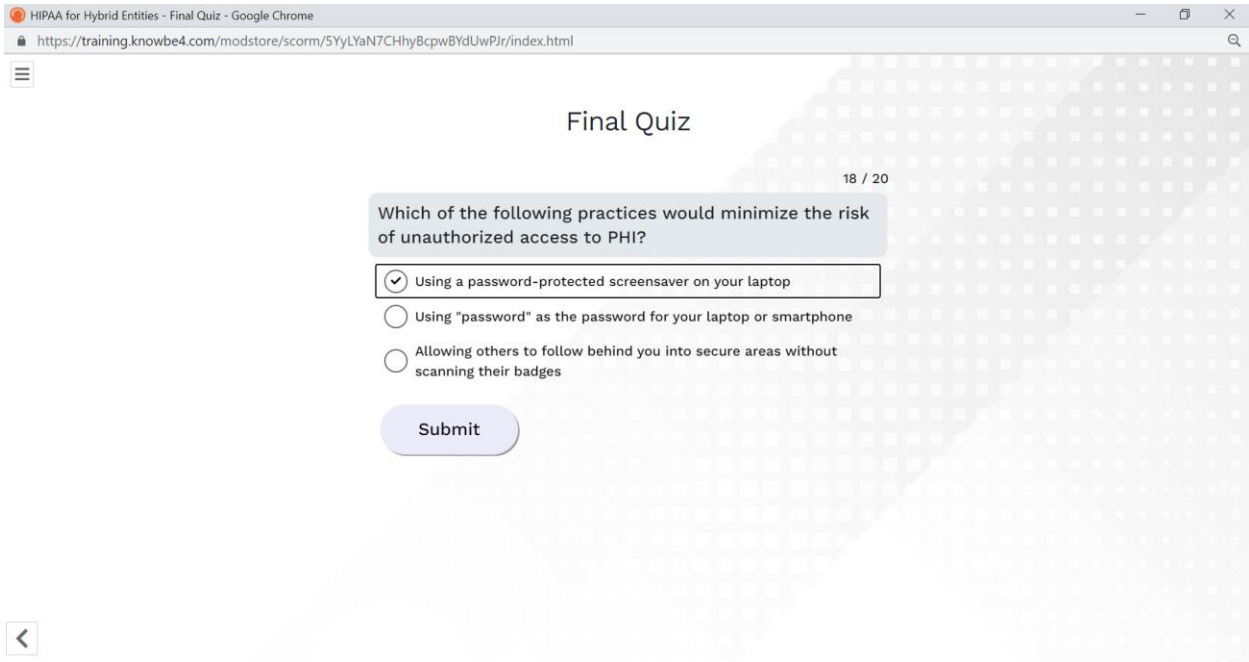 HIPAA for Hybrid Entities - Final Quiz - Google Chrome
https://training.knowbe4.com/modstore/scorm/5YyLYaN7CHhyBcpwBYdUwPJr/index.html
Final Quiz
18 / 20
Which of the following practices would minimize the risk
of unauthorized access to PHI?
Using a password-protected screensaver on your laptop
Using "password" as the password for your laptop or smartphone
Allowing others to follow behind you into secure areas without
scanning their badges
Submit